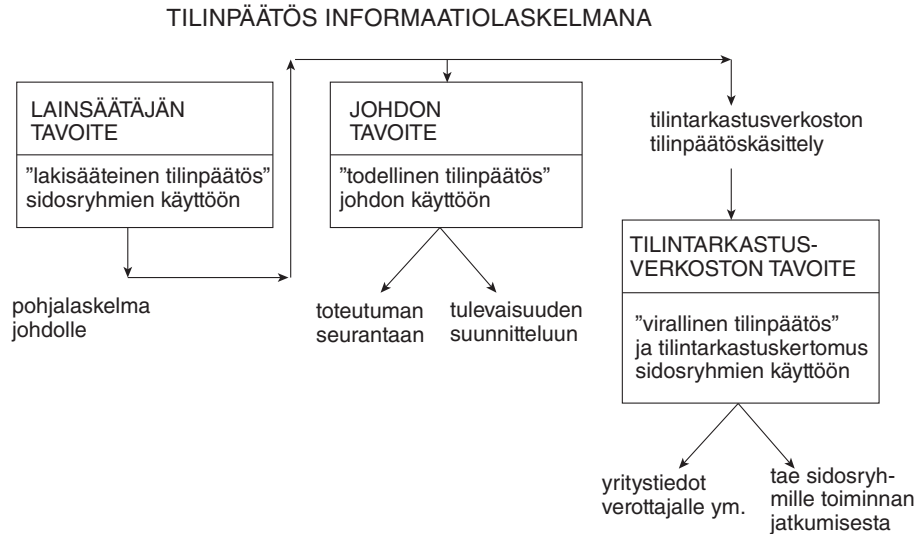 TILINPÄÄTÖS INFORMAATIOLASKELMANA
LAINSÄÄTÄJÄN
TAVOITE
”lakisääteinen tilinpäätös”
sidosryhmien käyttöön
pohjalaskelma
johdolle
JOHDON
TAVOITE
”todellinen tilinpäätös”
johdon käyttöön
toteutuman
seurantaan
tulevaisuuden
suunnitteluun
tilintarkastusverkoston
tilinpäätöskäsittely
TILINTARKASTUS-
VERKOSTON TAVOITE
”virallinen tilinpäätös”
ja tilintarkastuskertomus
sidosryhmien käyttöön
yritystiedot
verottajalle ym.
tae sidosryh-
mille toiminnan
jatkumisesta